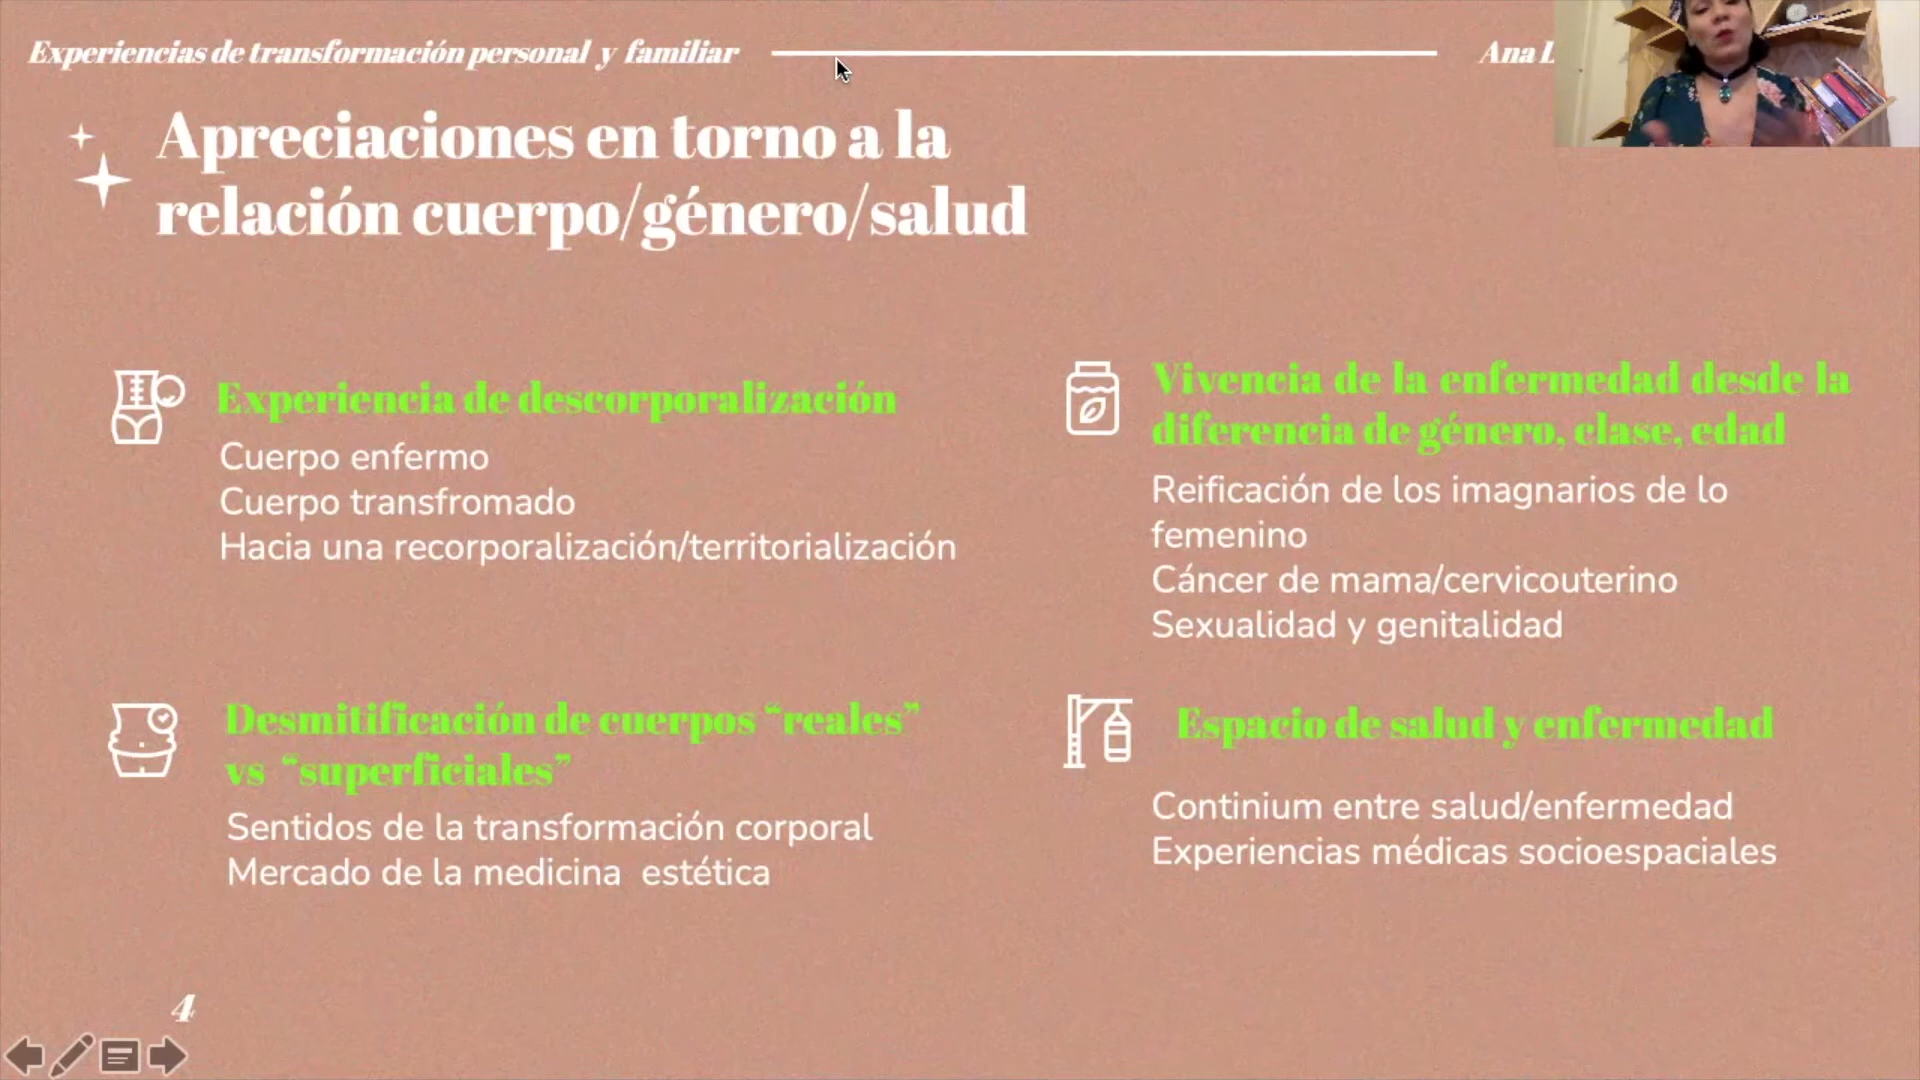 Experiencias de transformación personal y familiar
Ana L
Apreciaciones en torno a la
relación cuerpo/género/salud
Experiencia de descorporalización
Cuerpo enfermo
Cuerpo transfromado
Hacia una recorporalización/territorialización
Vivencia de la enfermedad desde la
diferencia de género, clase, edad
Reificación de los imagnarios de lo
femenino
Cáncer de mama/cervicouterino
Sexualidad y genitalidad
Desmitificación de cuerpos “reales”
vs “superficiales”
Sentidos de la transformación corporal
Mercado de la medicina estética
Espacio de salud y enfermedad
Continium entre salud/enfermedad
Experiencias médicas socioespaciales
4